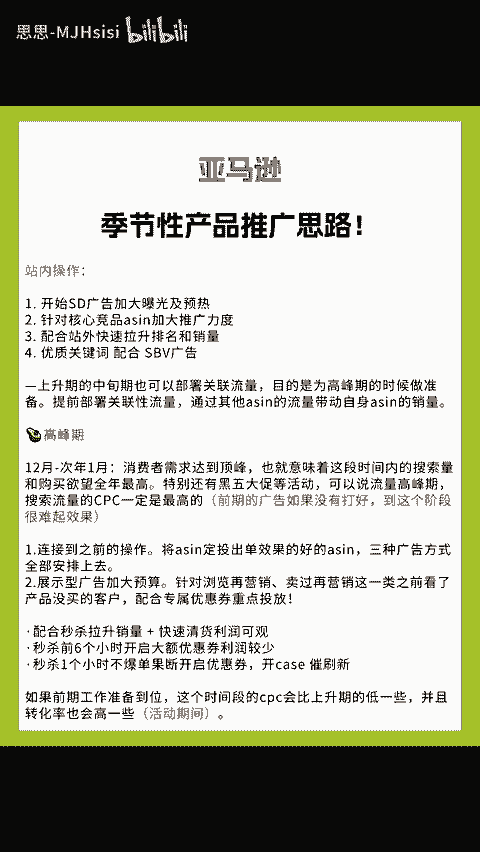 思思-MJHsisi bilibili
亚马逊
季节性产品推广思路！
站内操作：
1. 开始SD广告加大曝光及预热
2. 针对核心竞品asin加大推广力度
3. 配合站外快速拉升排名和销量
4. 优质关键词 配合 SBV广告
—上升期的中旬期也可以部署关联流量，目的是为高峰期的时候做准
备。提前部署关联性流量，通过其他asin的流量带动自身asin的销量。
高峰期
12月-次年1月：消费者需求达到顶峰，也就意味着这段时间内的搜索量
和购买欲望全年最高。特别还有黑五大促等活动，可以说流量高峰期，
搜索流量的CPC一定是最高的（前期的广告如果没有打好，到这个阶段
很难起效果）
1.连接到之前的操作。将asin定投出单效果的好的asin，三种广告方式
全部安排上去。
2.展示型广告加大预算。针对浏览再营销、卖过再营销这一类之前看了
产品没买的客户，配合专属优惠券重点投放！
·配合秒杀拉升销量 + 快速清货利润可观
·秒杀前6个小时开启大额优惠券利润较少
·秒杀1个小时不爆单果断开启优惠券，开case 催刷新
如果前期工作准备到位，这个时间段的cpc会比上升期的低一些，并且
转化率也会高一些（活动期间）。